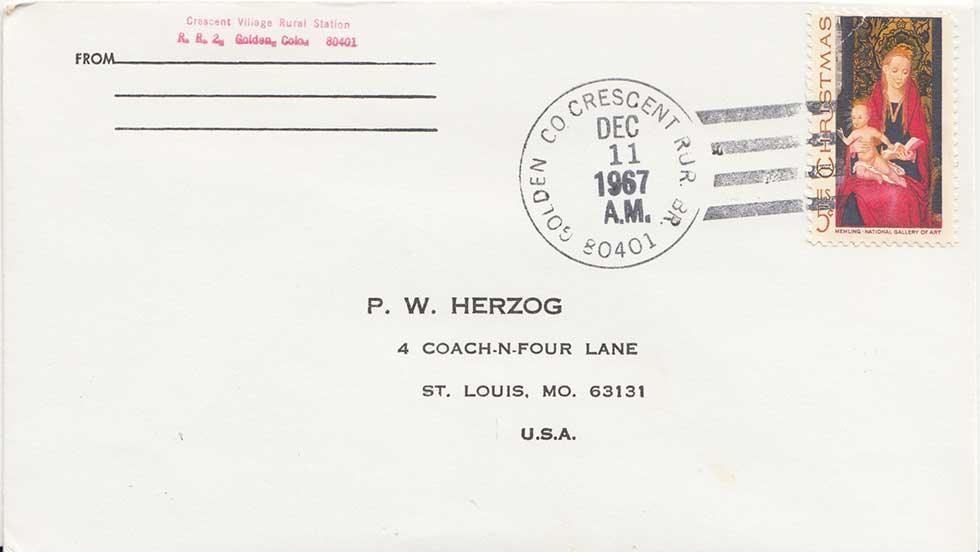 Crescent Village Rural Station
R. R. 2, Golden, Colo. 80401
FROM
GOLDEN CO. CRESCENT RUR. BR.
DEC
11
1967
A.M.
80401
CHRISTMAS
U.S. 5c
MEMLING·NATIONAL GALLERY OF ART
P. W. HERZOG
4 COACH-N-FOUR LANE
ST. LOUIS, MO. 63131
U.S.A.